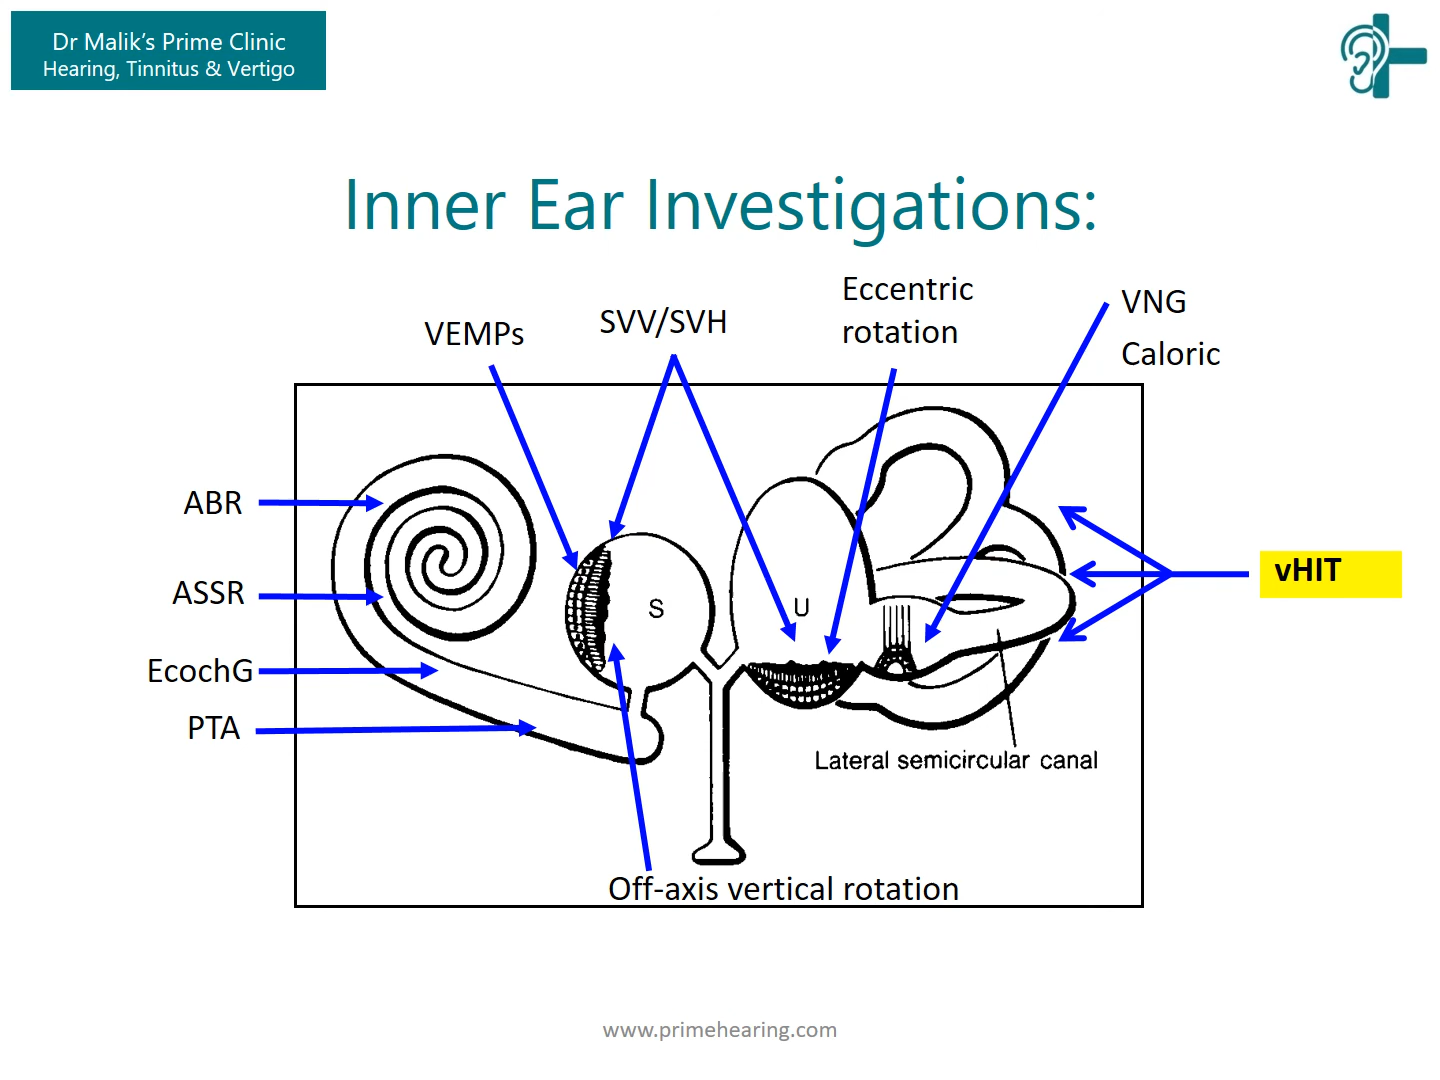 Dr Malik’s Prime Clinic
Hearing, Tinnitus & Vertigo
Inner Ear Investigations:
VEMPs
SVV/SVH
Eccentric
rotation
VNG
Caloric
ABR
ASSR
EcochG
PTA
S
U
vHIT
Lateral semicircular canal
Off-axis vertical rotation
www.primehearing.com